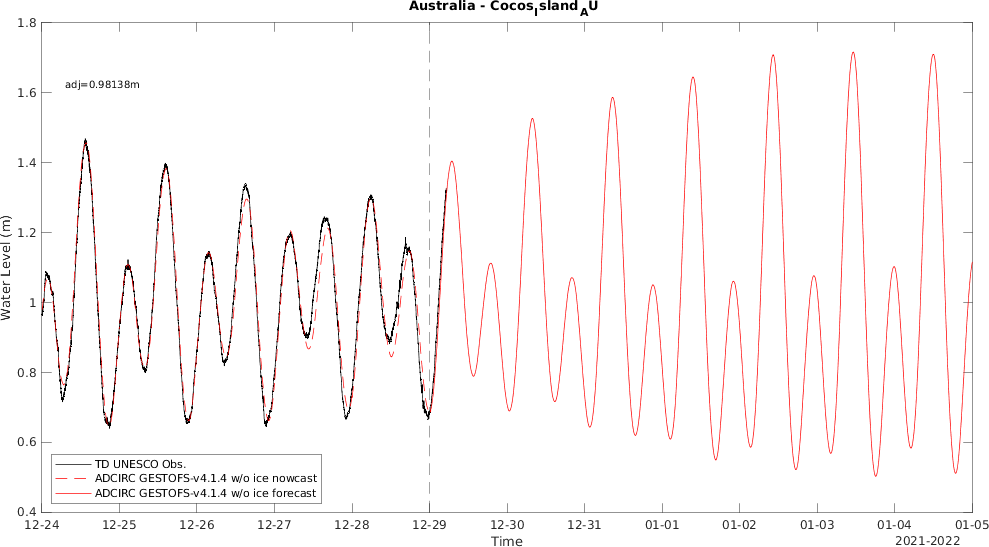 Australia - Cocos_Island_AU
1.8
adj=0.98138m
1.6
1.4
1.2
1
0.8
0.6
0.4
Water Level (m)
TD UNESCO Obs.
ADCIRC GESTOFS-v4.1.4 w/o ice nowcast
ADCIRC GESTOFS-v4.1.4 w/o ice forecast
12-24 12-25 12-26 12-27 12-28 12-29 12-30 12-31 01-01 01-02 01-03 01-04 01-05
Time
2021-2022